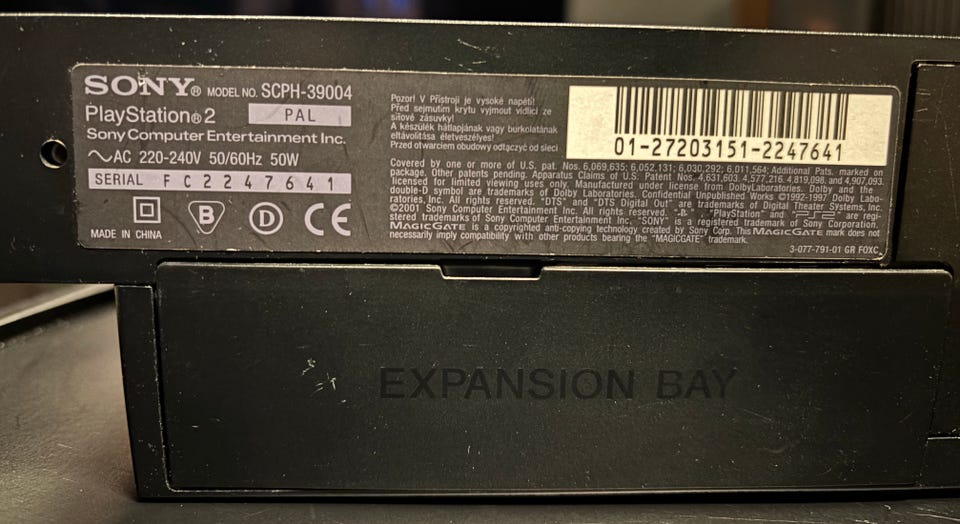 SONY® MODEL NO. SCPH-39004
PlayStation®2 PAL
Sony Computer Entertainment Inc.
AC 220-240V 50/60Hz 50W
SERIAL FC2247641
B D CE
MADE IN CHINA
Pozor! V Přístroji je vysoké napětí!
Před sejmutím krytu vyjmout vidlici ze
síťové zásuvky!
A készülék hátlapjának vagy burkolatának
eltávolítása életveszélyes!
Przed otwarciem obudowy odłączyć od sieci
01-27203151-2247641
Covered by one or more of U.S. pat. Nos. 6,069,635; 6,052,131; 6,030,292; 6,011,564; Additional Pats. marked on
package. Other patents pending. Apparatus Claims of U.S. Patent Nos. 4,631,603, 4,577,216, 4,819,098, and 4,907,093,
licensed for limited viewing uses only. Manufactured under license from DolbyLaboratories. Dolby and the
double-D symbol are trademarks of Dolby Laboratories. Confidential Unpublished Works ©1992-1997 Dolby Labo-
ratories, Inc. All rights reserved. "DTS" and "DTS Digital Out" are trademarks of Digital Theater Systems, Inc.
©2001 Sony Computer Entertainment Inc. All rights reserved. " ", "PlayStation" and "PS2" are regi-
stered trademarks of Sony Computer Entertainment Inc. "SONY" is a registered trademark of Sony Corporation.
MAGICGATE is a copyrighted anti-copying technology created by Sony Corp. This MAGICGATE mark does not
necessarily imply compatibility with other products bearing the "MAGICGATE" trademark.
3-077-791-01 GR FOXC
EXPANSION BAY